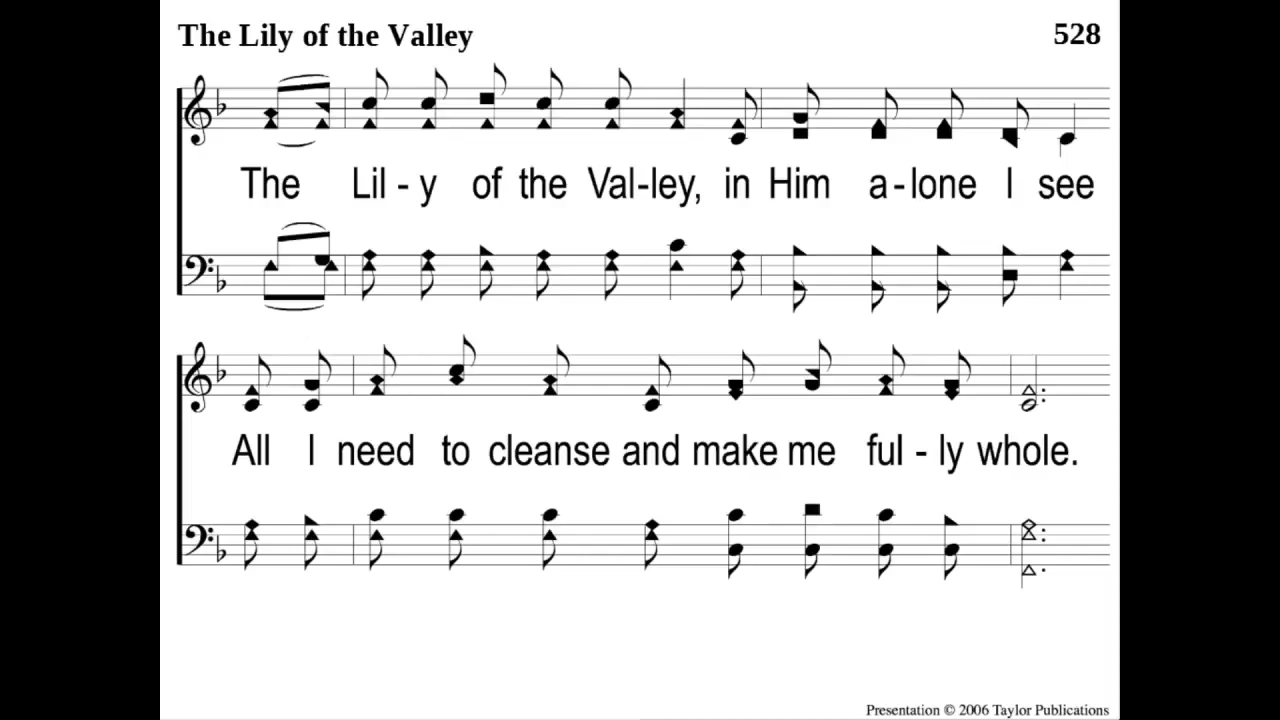 The Lily of the Valley 528
The Lil - y of the Val-ley, in Him a - lone I see
All I need to cleanse and make me ful - ly whole.
Presentation © 2006 Taylor Publications